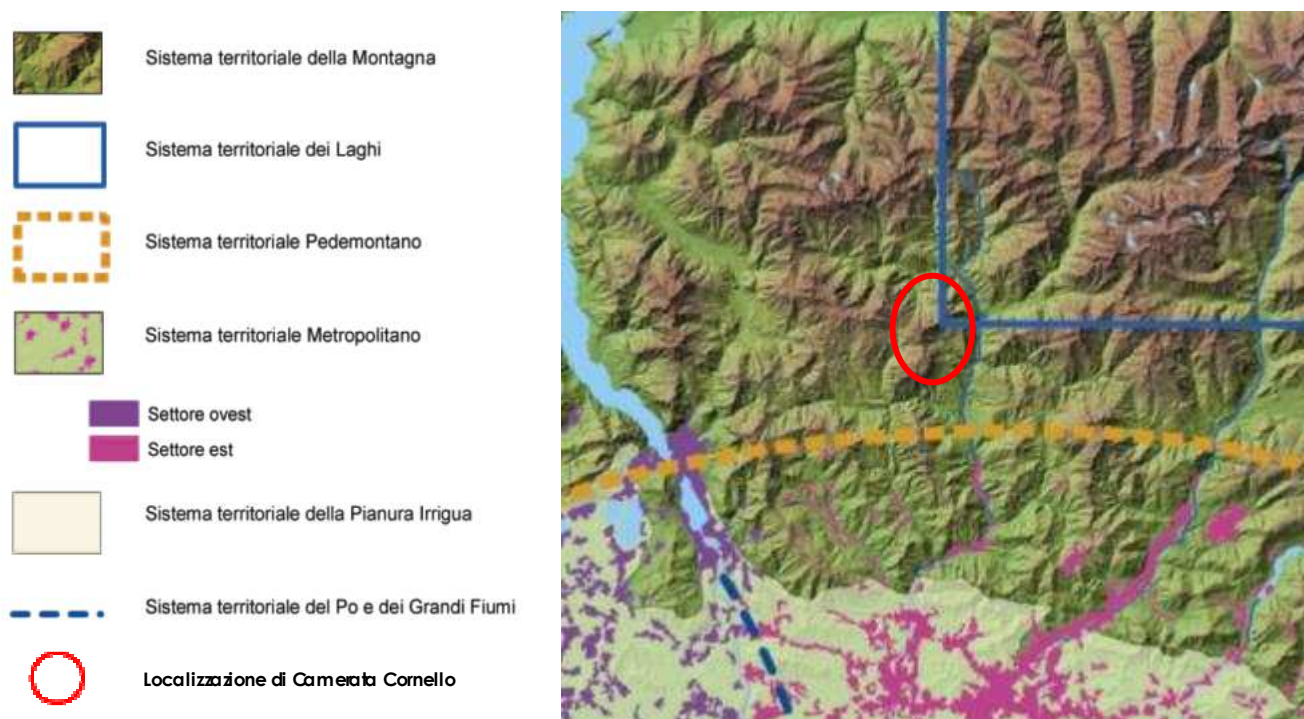 Sistema territoriale della Montagna
Sistema territoriale dei Laghi
Sistema territoriale Pedemontano
Sistema territoriale Metropolitano
Settore ovest
Settore est
Sistema territoriale della Pianura Irrigua
Sistema territoriale del Po e dei Grandi Fiumi
Localizzazione di Camerata Cornello